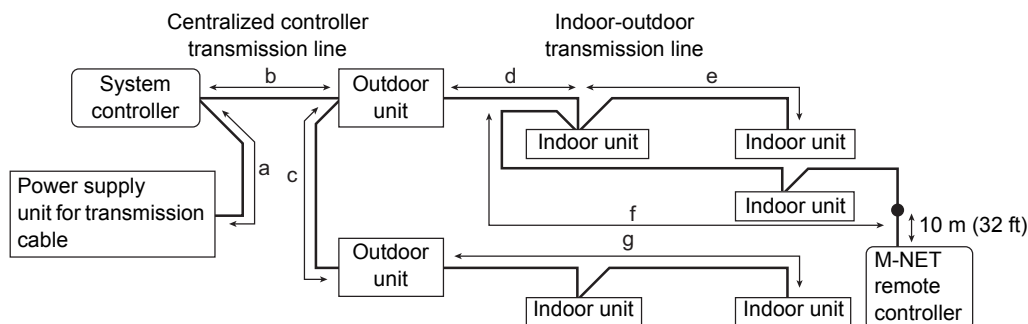 Centralized controller
transmission line
Indoor-outdoor
transmission line
System
controller
b
Outdoor
unit
d
e
Indoor unit
Indoor unit
a
c
Power supply
unit for transmission
cable
Indoor unit
f
10 m (32 ft)
Outdoor
unit
g
M-NET
remote
controller
Indoor unit
Indoor unit